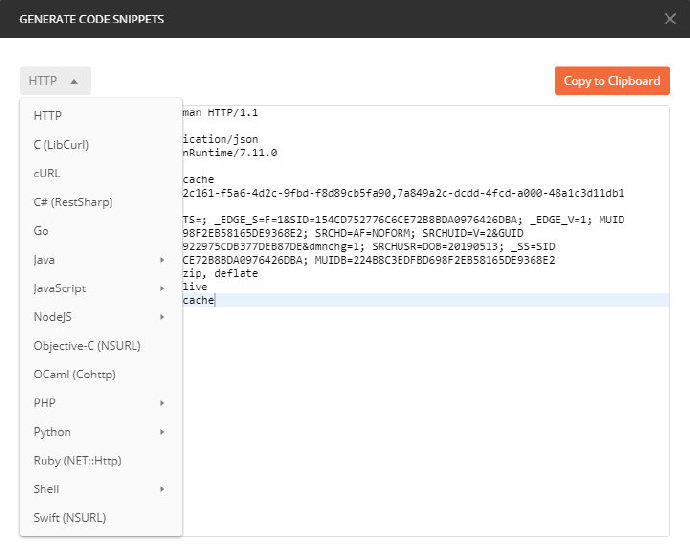 GENERATE CODE SNIPPETS
HTTP
Copy to Clipboard
HTTP
C (LibCurl)
cURL
C# (RestSharp)
Go
Java
JavaScript
NodeJS
Objective-C (NSURL)
OCaml (Cohttp)
PHP
Python
Ruby (NET::Http)
Shell
Swift (NSURL)
man HTTP/1.1
ication/json
nRuntime/7.11.0
cache
2c161-f5a6-4d2c-9fbd-f8d89cb5fa90,7a849a2c-dcdd-4fcd-a000-48a1c3d11db1
TS=; _EDGE_S=F=1&SID=154CD752776C6CE72B8BDA0976426DBA; _EDGE_V=1; MUID
98F2EB58165DE9368E2; SRCHD=AF=NOFORM; SRCHUID=V=2&GUID
922975CDB377DEB87DE&dmnchg=1; SRCHUSR=DOB=20190513; _SS=SID
CE72B8BDA0976426DBA; MUIDB=224B8C3EDFBD698F2EB58165DE9368E2
zip, deflate
live
cache